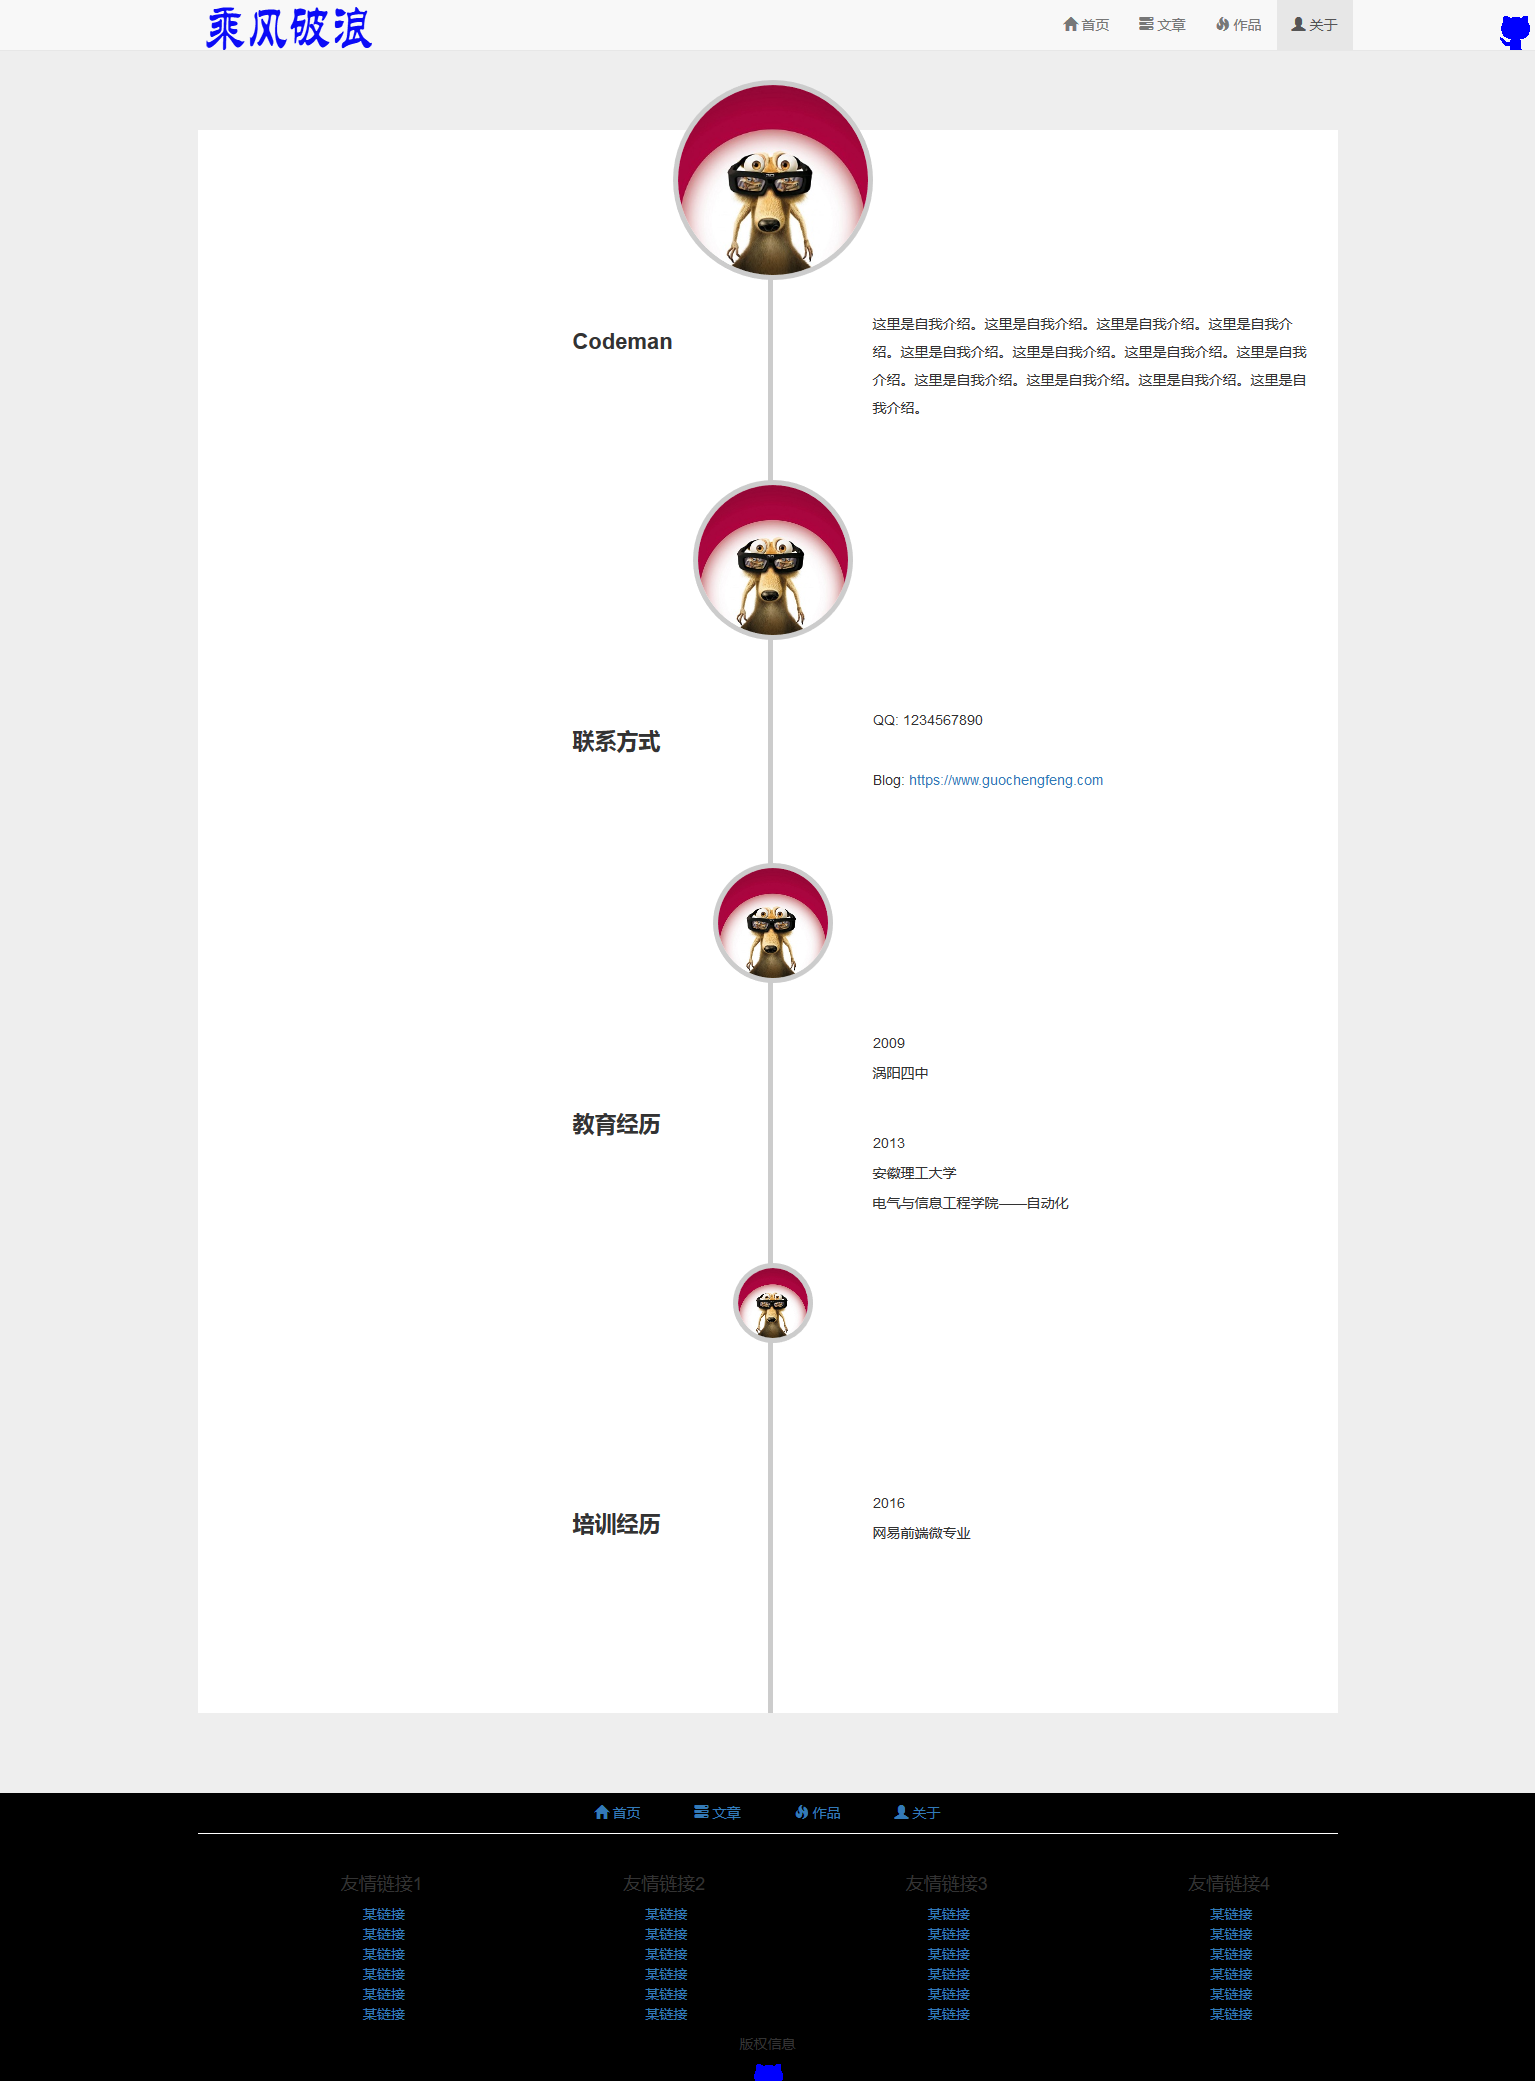 乘风破浪
首页 文章 作品 关于
Codeman
这里是自我介绍。这里是自我介绍。这里是自我介绍。这里是自我介
绍。这里是自我介绍。这里是自我介绍。这里是自我介绍。这里是自我
介绍。这里是自我介绍。这里是自我介绍。这里是自我介绍。这里是自
我介绍。
联系方式
QQ: 1234567890
Blog: https://www.guochengfeng.com
教育经历
2009
涡阳四中
2013
安徽理工大学
电气与信息工程学院——自动化
培训经历
2016
网易前端微专业
首页 文章 作品 关于
友情链接1
某链接
某链接
某链接
某链接
某链接
某链接
友情链接2
某链接
某链接
某链接
某链接
某链接
某链接
友情链接3
某链接
某链接
某链接
某链接
某链接
某链接
友情链接4
某链接
某链接
某链接
某链接
某链接
某链接
版权信息